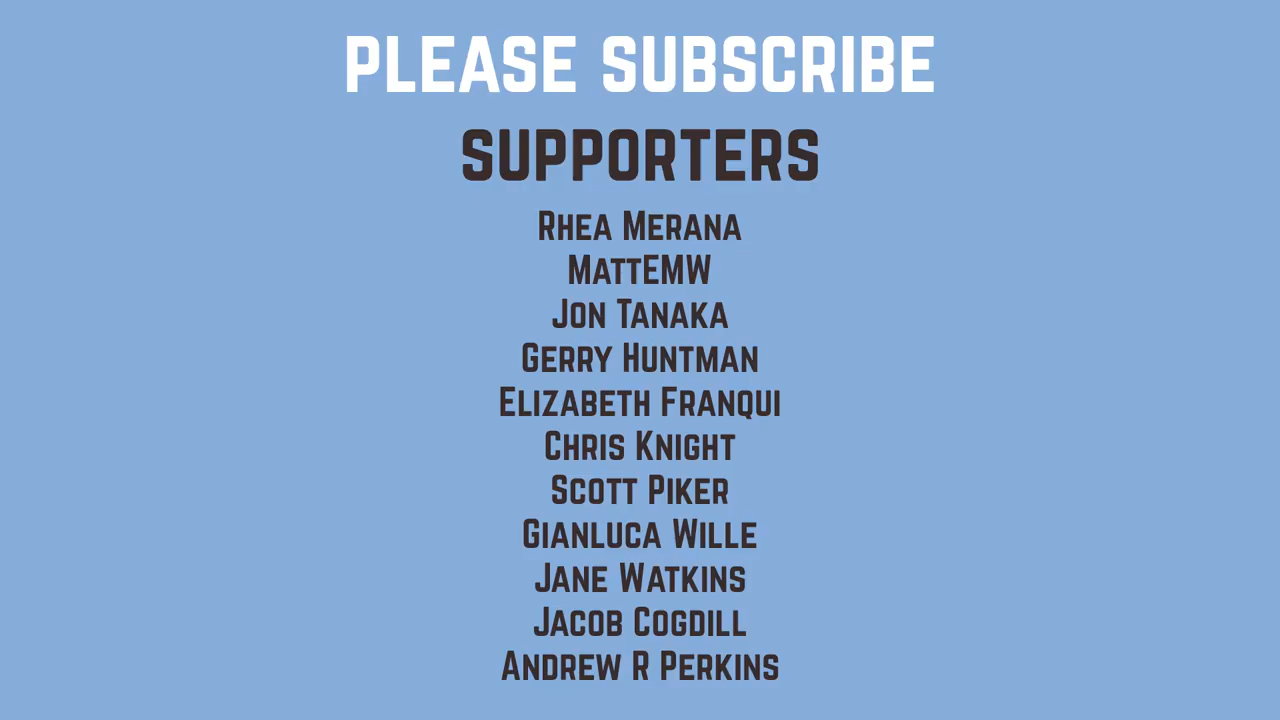 PLEASE SUBSCRIBE
SUPPORTERS
Rhea Merana
MattEMW
Jon Tanaka
Gerry Huntman
Elizabeth Franqui
Chris Knight
Scott Piker
Gianluca Wille
Jane Watkins
Jacob Cogdill
Andrew R Perkins